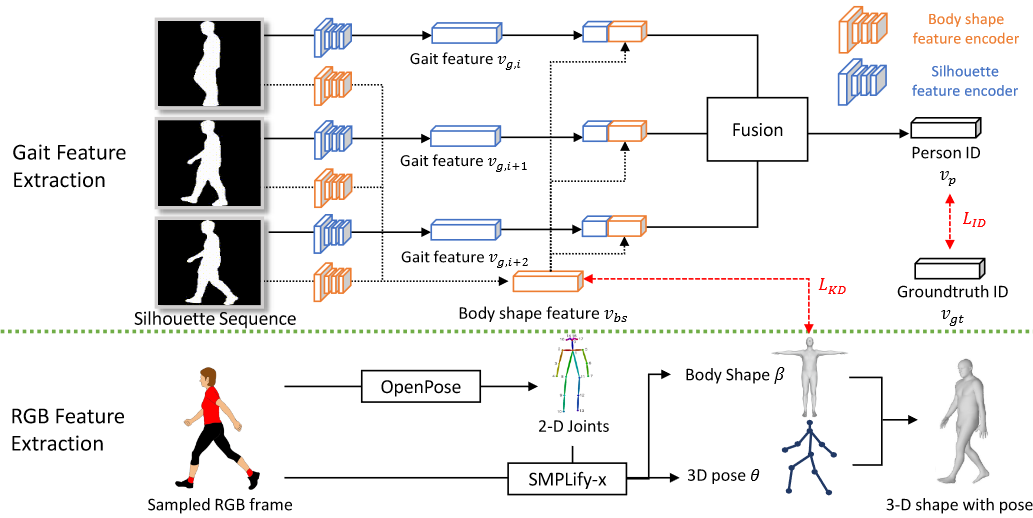 Body shape
feature encoder
Silhouette
feature encoder
Gait feature v_{g,i}
Gait Feature
Extraction
Gait feature v_{g,i+1}
Fusion
Person ID
v_p
L_{ID}
Gait feature v_{g,i+2}
L_{KD}
Groundtruth ID
v_{gt}
Silhouette Sequence
Body shape feature v_{bs}
RGB Feature
Extraction
OpenPose
2-D Joints
Body Shape β
SMPLify-x
3D pose θ
Sampled RGB frame
3-D shape with pose